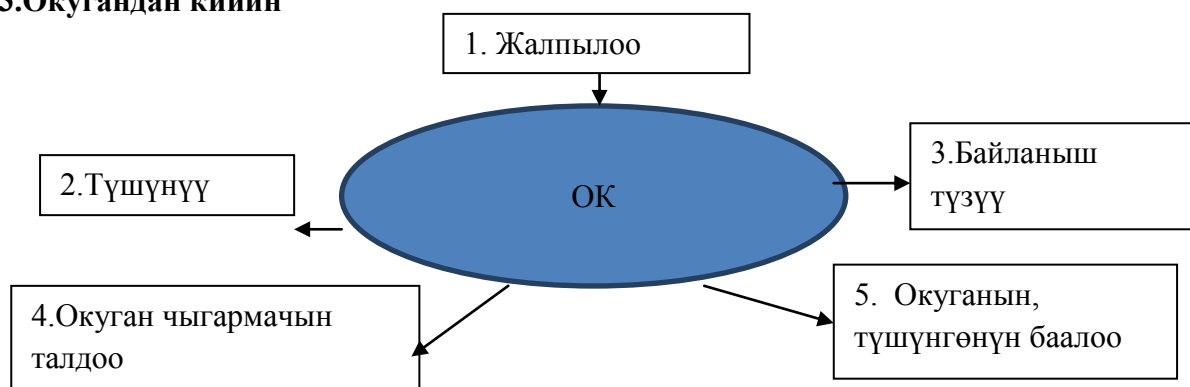 3.Окугандан кийин
1. Жалпылоо
2.Түшүнүү
ОК
3.Байланыш
түзүү
4.Окуган чыгармачын
талдоо
5. Окуганын,
түшүнгөнүн баалоо